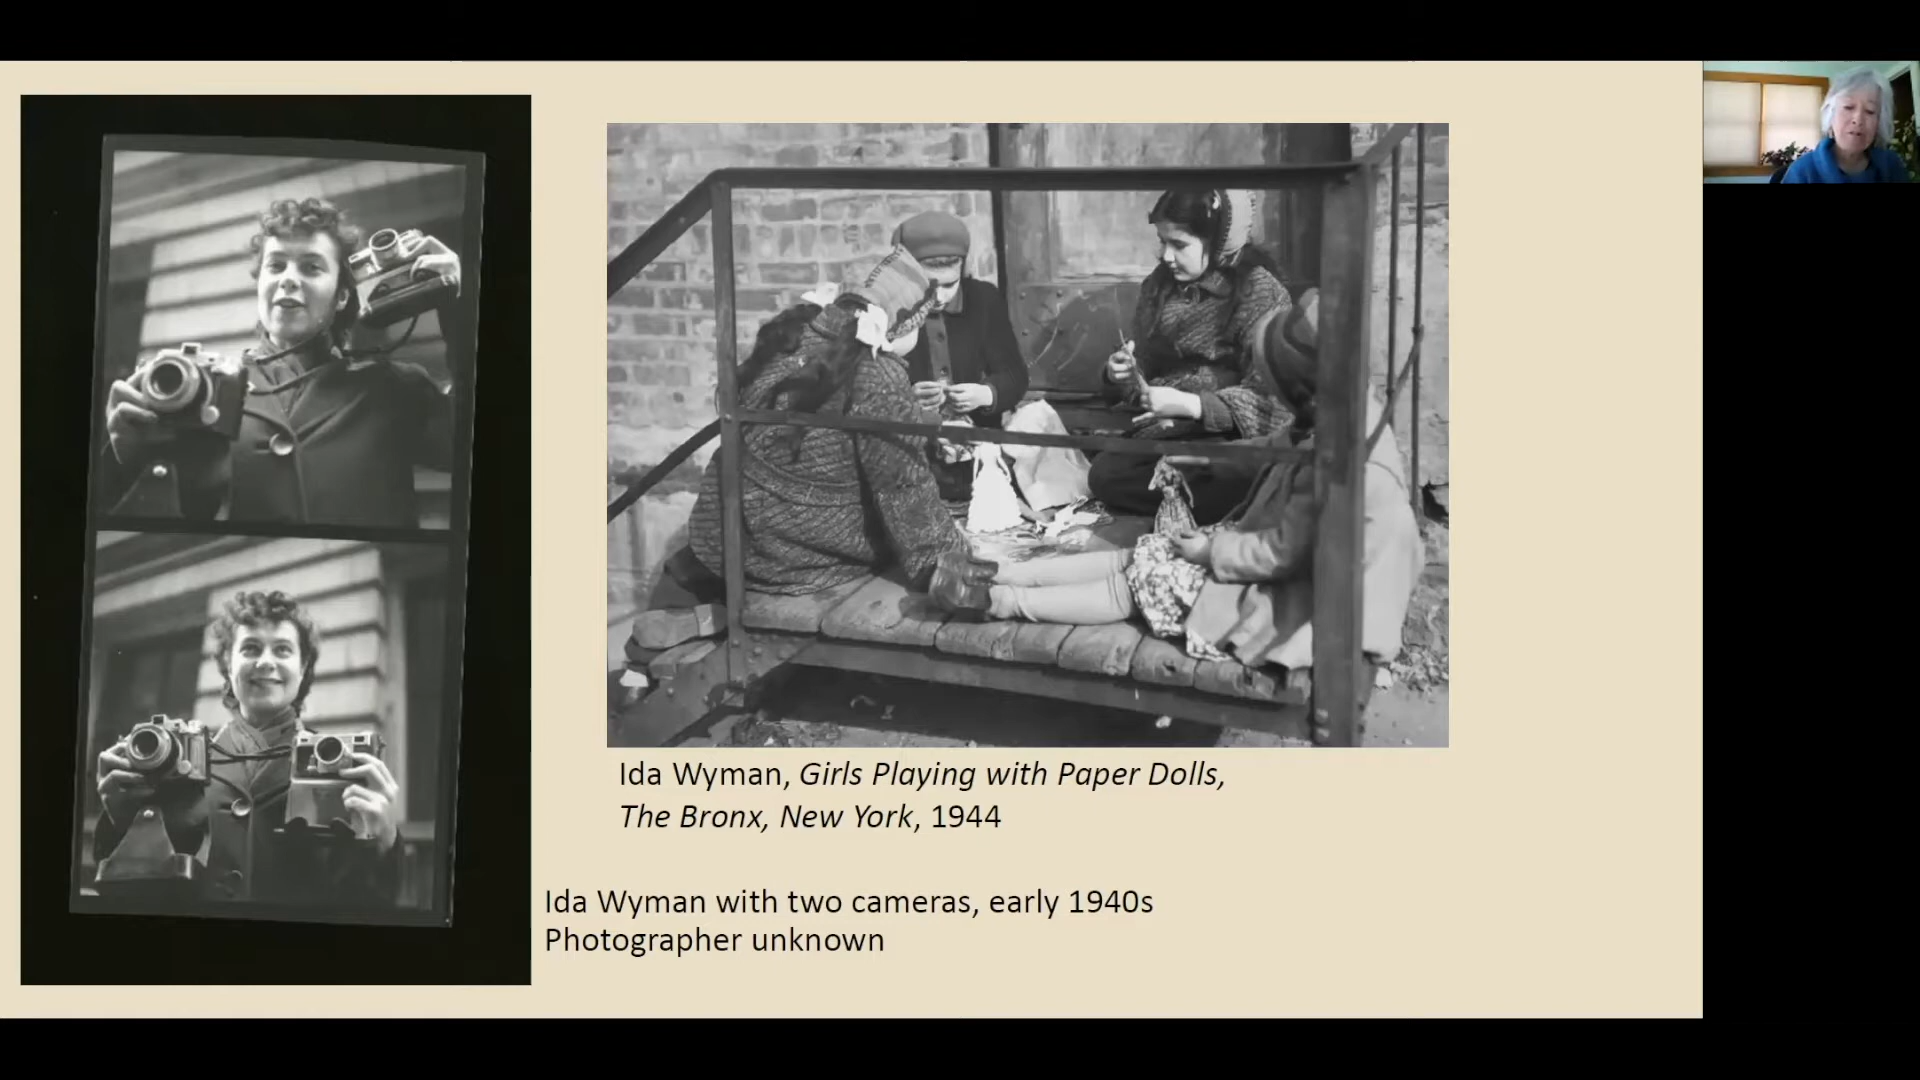 Ida Wyman, Girls Playing with Paper Dolls,
The Bronx, New York, 1944
Ida Wyman with two cameras, early 1940s
Photographer unknown